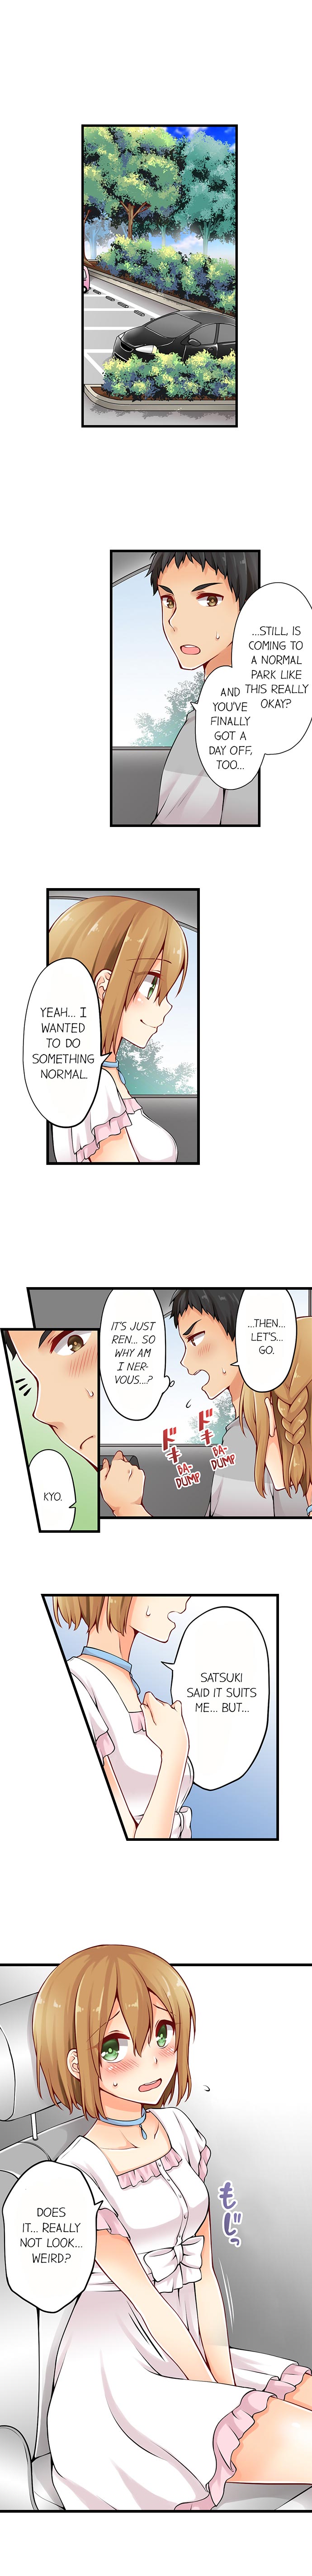 ...STILL, IS
COMING TO
A NORMAL
PARK LIKE
THIS REALLY
OKAY?
AND
YOU'VE
FINALLY
GOT A
DAY OFF,
TOO...
YEAH... I
WANTED
TO DO
SOMETHING
NORMAL.
...THEN...
LET'S...
GO.
IT'S JUST
REN... SO
WHY AM
I NER-
VOUS...?
ドキ
BA-
DUMP
ドキ
BA-
DUMP
KYO.
SATSUKI
SAID IT SUITS
ME... BUT...
もじっ
DOES
IT... REALLY
NOT LOOK...
WEIRD?